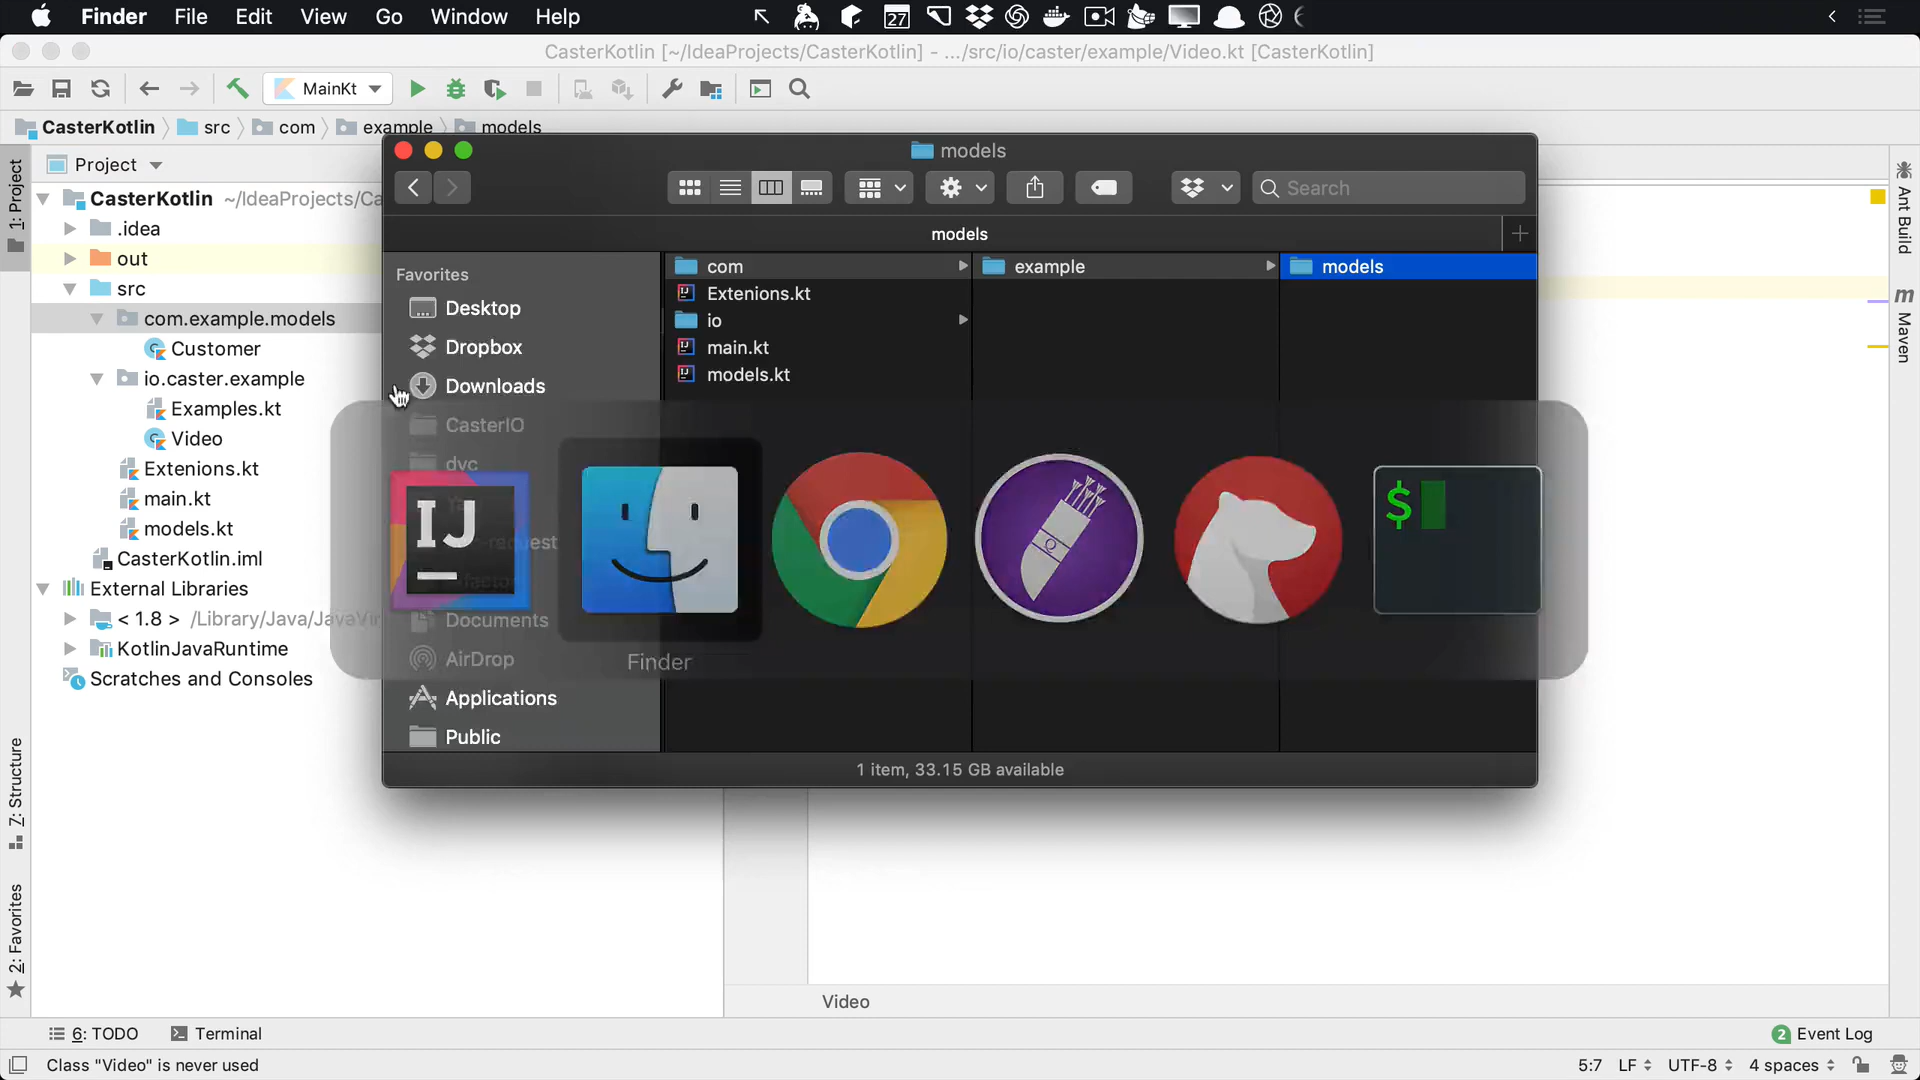 Finder File Edit View Go Window Help
27
CasterKotlin [~/IdeaProjects/CasterKotlin] - .../src/io/caster/example/Video.kt [CasterKotlin]
MainKt
CasterKotlin src com example models
models
Search
models
1: Project
Project
CasterKotlin ~/IdeaProjects/Ca
.idea
out
src
com.example.models
Customer
io.caster.example
Examples.kt
Video
Extenions.kt
main.kt
models.kt
CasterKotlin.iml
External Libraries
< 1.8 > /Library/Java/JavaVir
KotlinJavaRuntime
Scratches and Consoles
Favorites
Desktop
Dropbox
Downloads
CasterIO
dvc
Documents
AirDrop
Applications
Public
com
Extenions.kt
io
main.kt
models.kt
example
models
IJ
$
Finder
1 item, 33.15 GB available
Ant Build
m Maven
Z: Structure
2: Favorites
Video
6: TODO
Terminal
2 Event Log
Class "Video" is never used
5:7 LF UTF-8 4 spaces